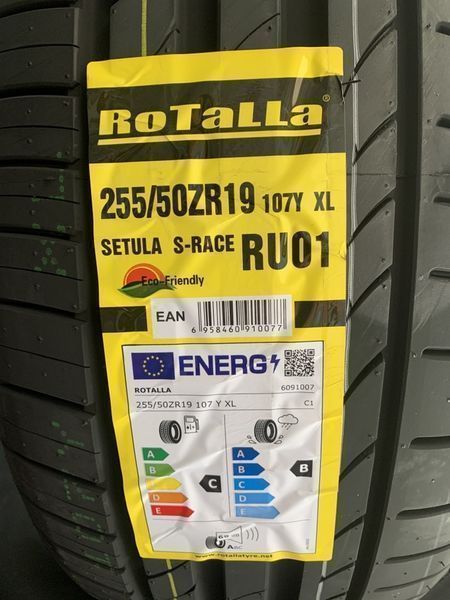 RoTaLLa®
255/50ZR19 107Y XL
SETULA S-RACE RU01
Eco-Friendly
EAN
6 958460 910077
ENERG
ROTALLA 6091007
255/50ZR19 107 Y XL C1
A
B
C
D
E
C
A
B
C
D
E
B
ABC
www.rotallatyre.net